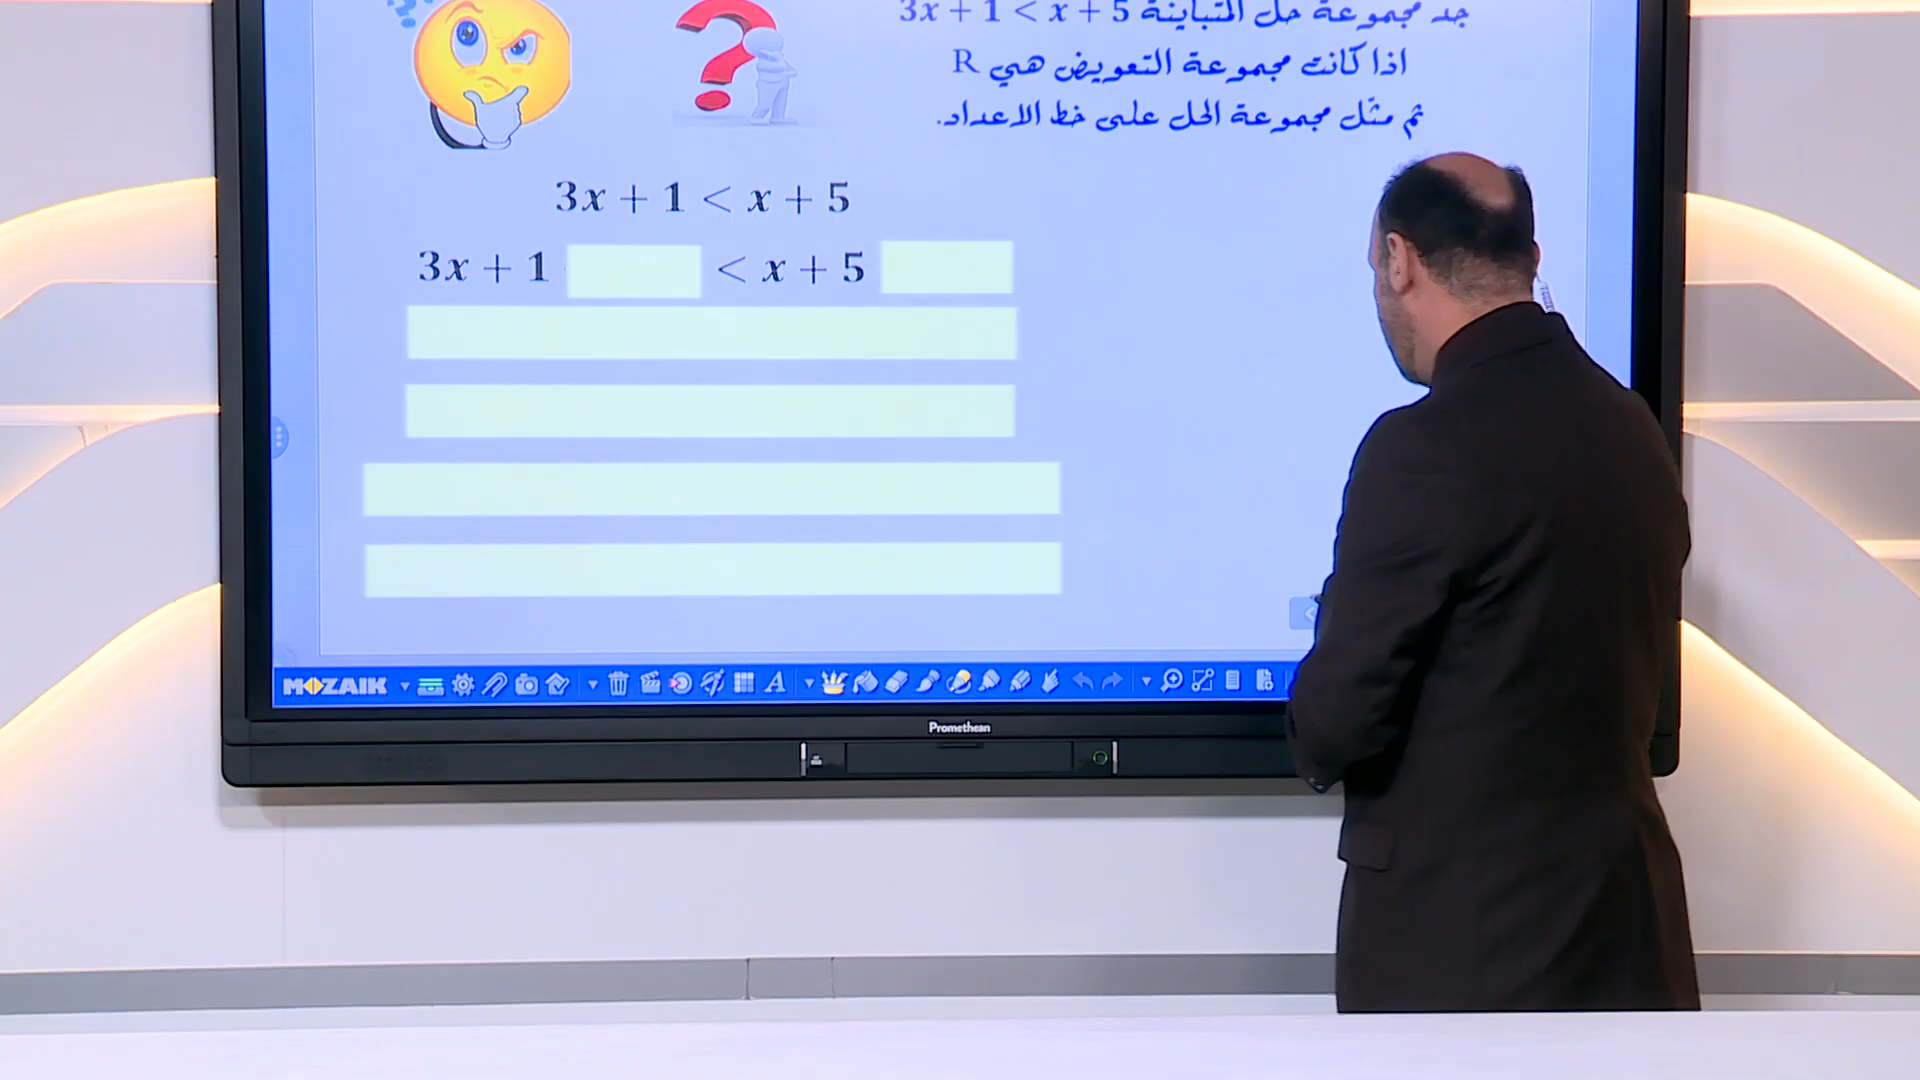 جد مجموعة حل المتباينة 3x + 1 < x + 5
اذا كانت مجموعة التعويض هي R
ثم مثّل مجموعة الحل على خط الاعداد.
3x + 1 < x + 5
3x + 1 < x + 5
MOZAIK
Promethean